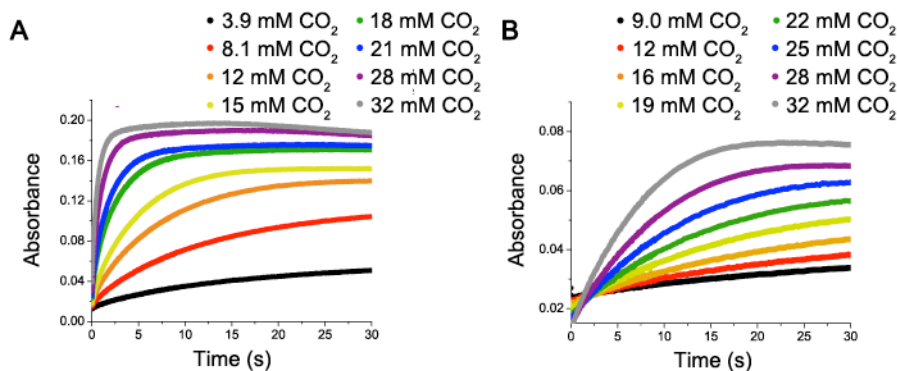 A
3.9 mM CO₂
18 mM CO₂
8.1 mM CO₂
21 mM CO₂
12 mM CO₂
28 mM CO₂
15 mM CO₂
32 mM CO₂
Absorbance
0.20
0.16
0.12
0.08
0.04
0.00
0 5 10 15 20 25 30
Time (s)
B
9.0 mM CO₂
22 mM CO₂
12 mM CO₂
25 mM CO₂
16 mM CO₂
28 mM CO₂
19 mM CO₂
32 mM CO₂
Absorbance
0.08
0.06
0.04
0.02
0 5 10 15 20 25 30
Time (s)